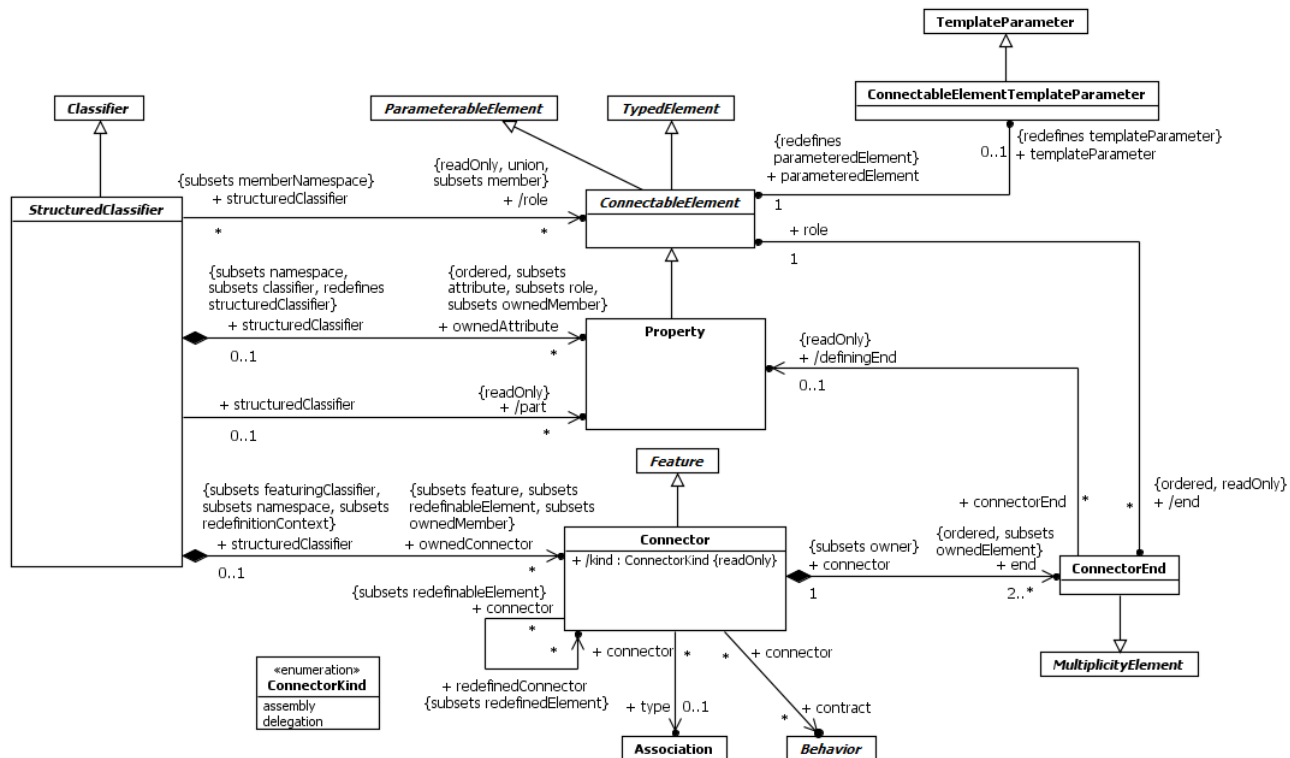 TemplateParameter
Classifier
ParameterableElement
TypedElement
ConnectableElementTemplateParameter
{redefines
parameteredElement}
+ parameteredElement
1
0..1
{redefines templateParameter}
+ templateParameter
{subsets memberNamespace}
+ structuredClassifier
*
{readOnly, union,
subsets member}
+ /role
*
StructuredClassifier
ConnectableElement
+ role
1
{subsets namespace,
subsets classifier, redefines
structuredClassifier}
+ structuredClassifier
0..1
{ordered, subsets
attribute, subsets role,
subsets ownedMember}
+ ownedAttribute
*
Property
{readOnly}
+ /definingEnd
0..1
+ structuredClassifier
0..1
{readOnly}
+ /part
*
Feature
{subsets featuringClassifier,
subsets namespace, subsets
redefinitionContext}
+ structuredClassifier
0..1
{subsets feature, subsets
redefinableElement, subsets
ownedMember}
+ ownedConnector
*
Connector
+ /kind : ConnectorKind {readOnly}
{subsets owner}
+ connector
1
{ordered, subsets
ownedElement}
+ end
2..*
+ connectorEnd
*
*
{ordered, readOnly}
+ /end
ConnectorEnd
{subsets redefinableElement}
+ connector
*
*
+ redefinedConnector
{subsets redefinedElement}
+ connector
*
*
+ connector
MultiplicityElement
«enumeration»
ConnectorKind
assembly
delegation
+ type
0..1
*
+ contract
Association
Behavior